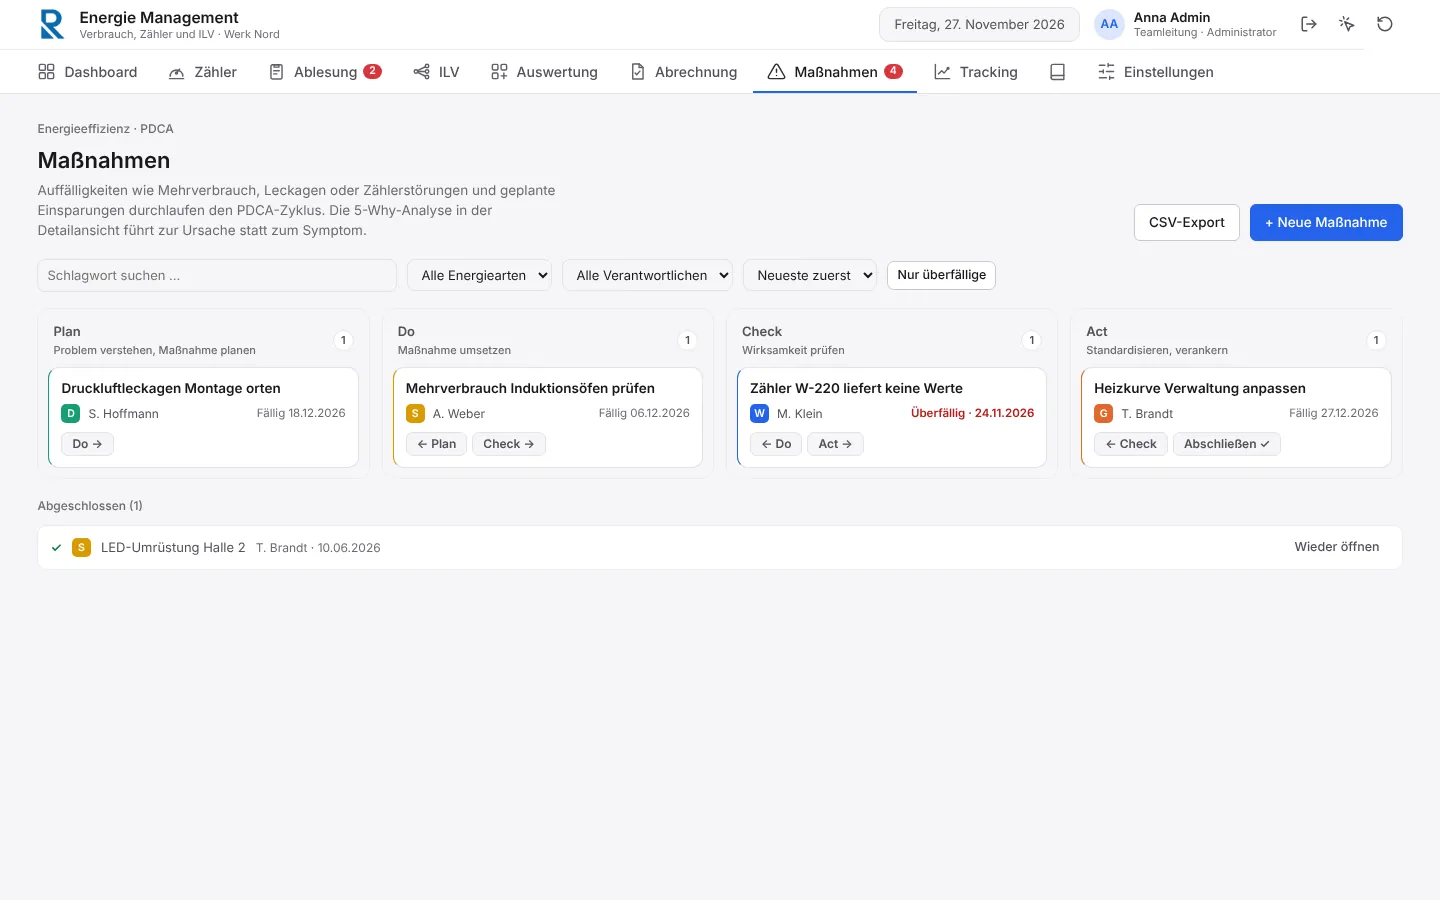 Energie Management
Verbrauch, Zähler und ILV · Werk Nord
Freitag, 27. November 2026
AA
Anna Admin
Teamleitung · Administrator
Dashboard
Zähler
Ablesung 2
ILV
Auswertung
Abrechnung
Maßnahmen 4
Tracking
Einstellungen
Energieeffizienz · PDCA
Maßnahmen
Auffälligkeiten wie Mehrverbrauch, Leckagen oder Zählerstörungen und geplante
Einsparungen durchlaufen den PDCA-Zyklus. Die 5-Why-Analyse in der
Detailansicht führt zur Ursache statt zum Symptom.
CSV-Export
+ Neue Maßnahme
Schlagwort suchen ...
Alle Energiearten
Alle Verantwortlichen
Neueste zuerst
Nur überfällige
Plan
Problem verstehen, Maßnahme planen
1
Druckluftleckagen Montage orten
D S. Hoffmann Fällig 18.12.2026
Do →
Do
Maßnahme umsetzen
1
Mehrverbrauch Induktionsöfen prüfen
S A. Weber Fällig 06.12.2026
← Plan Check →
Check
Wirksamkeit prüfen
1
Zähler W-220 liefert keine Werte
W M. Klein Überfällig · 24.11.2026
← Do Act →
Act
Standardisieren, verankern
1
Heizkurve Verwaltung anpassen
G T. Brandt Fällig 27.12.2026
← Check Abschließen ✓
Abgeschlossen (1)
✓ S LED-Umrüstung Halle 2 T. Brandt · 10.06.2026 Wieder öffnen